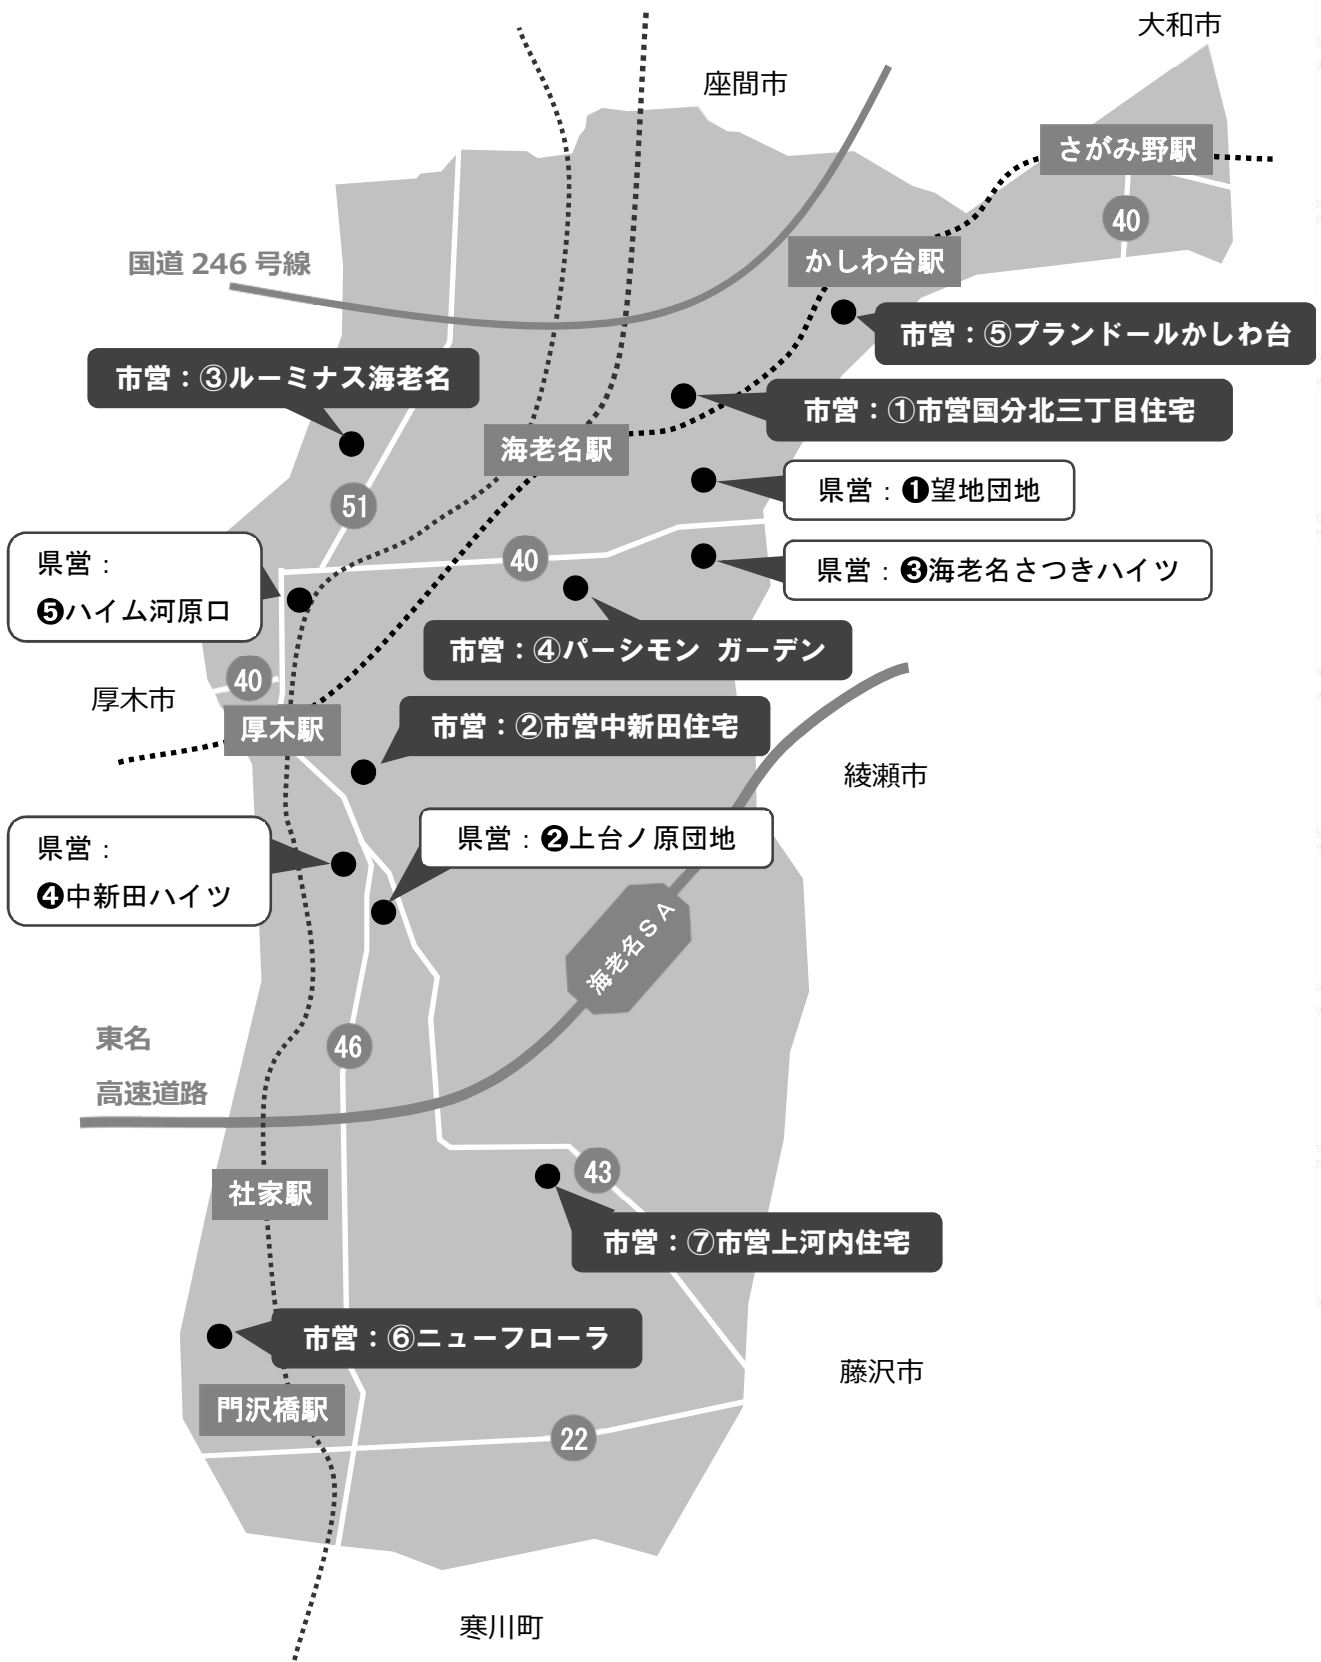 大和市
座間市
さがみ野駅
40
かしわ台駅
国道 246 号線
市営：⑤プランドールかしわ台
市営：③ルーミナス海老名
市営：①市営国分北三丁目住宅
海老名駅
県営：❶望地団地
51
40
県営：❸海老名さつきハイツ
県営：
❺ハイム河原口
市営：④パーシモン ガーデン
40
厚木市
厚木駅
市営：②市営中新田住宅
綾瀬市
県営：❷上台ノ原団地
県営：
❹中新田ハイツ
海老名ＳＡ
東名
高速道路
46
43
社家駅
市営：⑦市営上河内住宅
市営：⑥ニューフローラ
藤沢市
門沢橋駅
22
寒川町